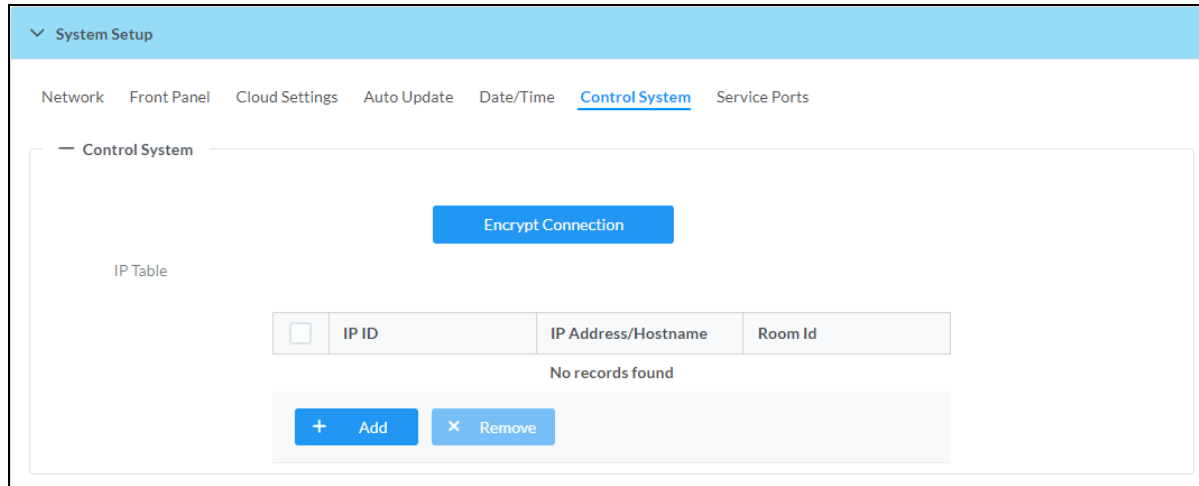 System Setup
Network Front Panel Cloud Settings Auto Update Date/Time Control System Service Ports
Control System
Encrypt Connection
IP Table
IP ID IP Address/Hostname Room Id
No records found
+ Add × Remove